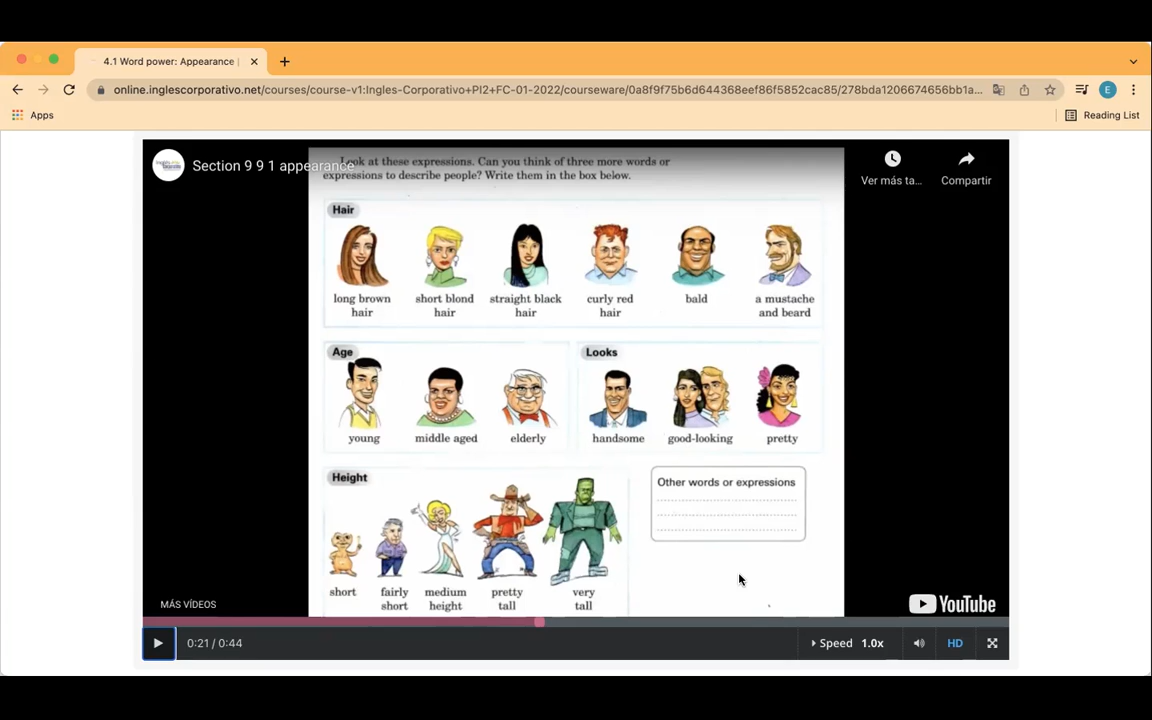 4.1 Word power: Appearance |
online.inglescorporativo.net/courses/course-v1:Ingles-Corporativo+PI2+FC-01-2022/courseware/0a8f9f75b6d644368eef86f5852cac85/278bda1206674656bb1a...
E
Apps
Reading List
Section 9 9 1 appearance
Look at these expressions. Can you think of three more words or
expressions to describe people? Write them in the box below.
Ver más ta...
Compartir
Hair
long brown
hair
short blond
hair
straight black
hair
curly red
hair
bald
a mustache
and beard
Age
young
middle aged
elderly
Looks
handsome
good-looking
pretty
Height
short
fairly
short
medium
height
pretty
tall
very
tall
Other words or expressions
MÁS VÍDEOS
YouTube
0:21 / 0:44
Speed 1.0x
HD